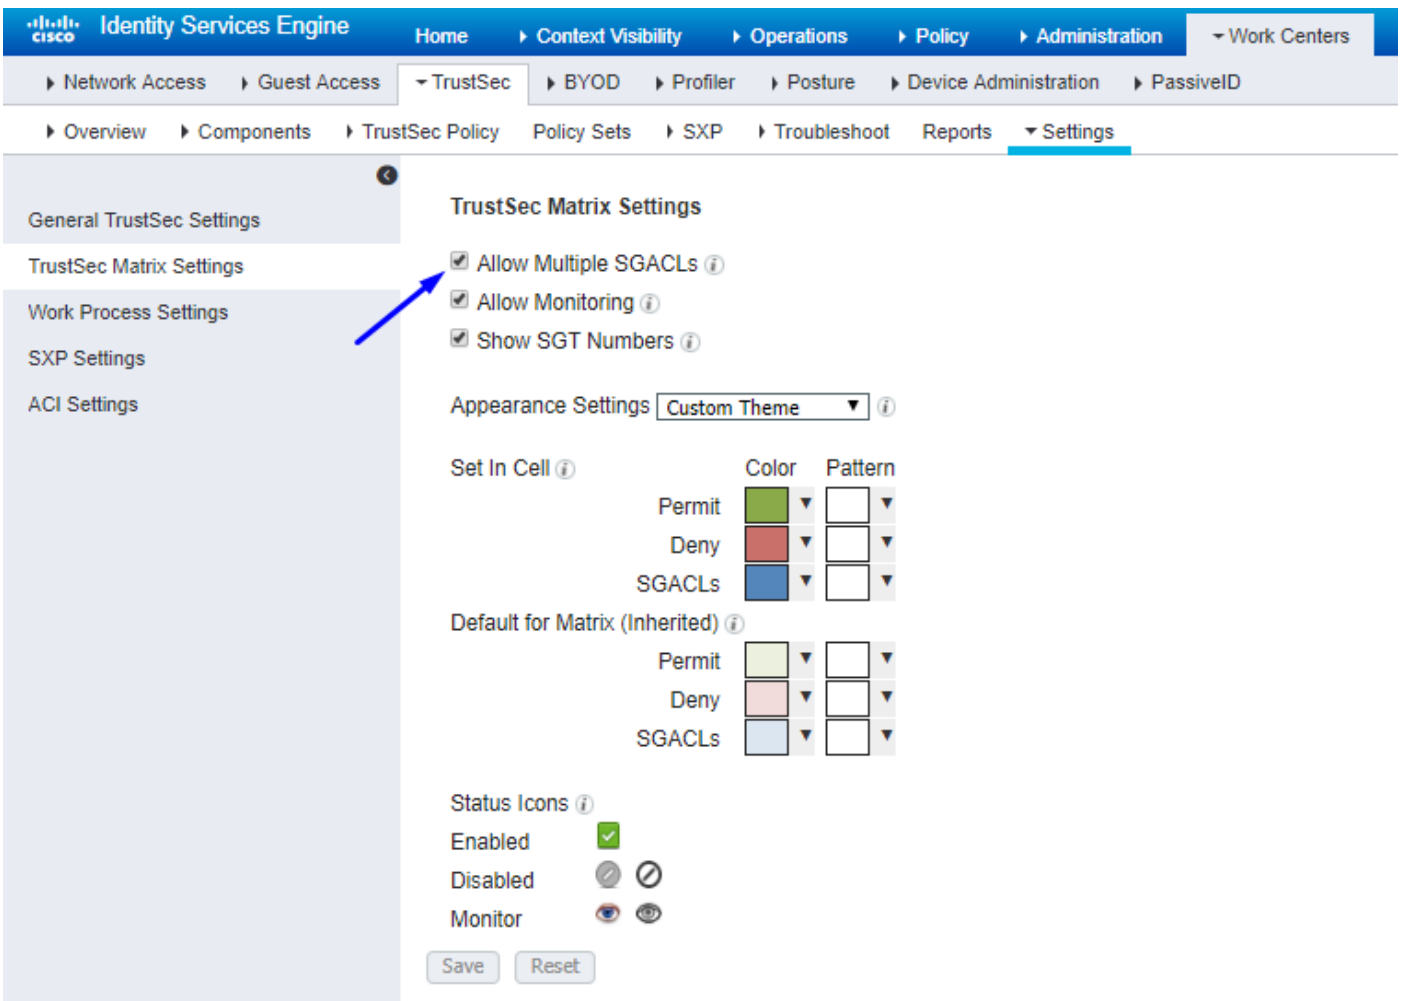 cisco Identity Services Engine Home Context Visibility Operations Policy Administration Work Centers
Network Access Guest Access TrustSec BYOD Profiler Posture Device Administration PassiveID
Overview Components TrustSec Policy Policy Sets SXP Troubleshoot Reports Settings
General TrustSec Settings
TrustSec Matrix Settings
Work Process Settings
SXP Settings
ACI Settings
TrustSec Matrix Settings
Allow Multiple SGACLs
Allow Monitoring
Show SGT Numbers
Appearance Settings Custom Theme
Set In Cell Color Pattern
Permit
Deny
SGACLs
Default for Matrix (Inherited)
Permit
Deny
SGACLs
Status Icons
Enabled
Disabled
Monitor
Save Reset